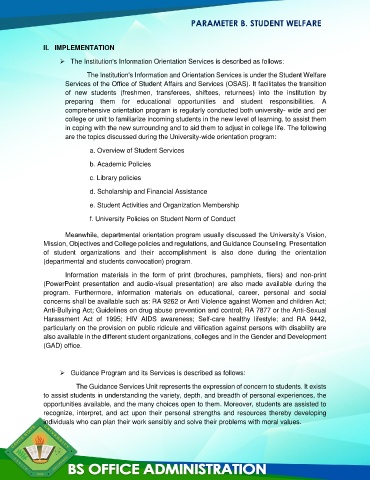 PARAMETER B. STUDENT WELFARE
II. IMPLEMENTATION
➢ The Institution's Information Orientation Services is described as follows:
The Institution's Information and Orientation Services is under the Student Welfare
Services of the Office of Student Affairs and Services (OSAS). It facilitates the transition
of new students (freshmen, transferees, shiftees, returnees) into the institution by
preparing them for educational opportunities and student responsibilities. A
comprehensive orientation program is regularly conducted both university- wide and per
college or unit to familiarize incoming students in the new level of learning, to assist them
in coping with the new surrounding and to aid them to adjust in college life. The following
are the topics discussed during the University-wide orientation program:
a. Overview of Student Services
b. Academic Policies
c. Library policies
d. Scholarship and Financial Assistance
e. Student Activities and Organization Membership
f. University Policies on Student Norm of Conduct
Meanwhile, departmental orientation program usually discussed the University's Vision,
Mission, Objectives and College policies and regulations, and Guidance Counseling. Presentation
of student organizations and their accomplishment is also done during the orientation
(departmental and students convocation) program.
Information materials in the form of print (brochures, pamphlets, fliers) and non-print
(PowerPoint presentation and audio-visual presentation) are also made available during the
program. Furthermore, information materials on educational, career, personal and social
concerns shall be available such as: RA 9262 or Anti Violence against Women and children Act;
Anti-Bullying Act; Guidelines on drug abuse prevention and control; RA 7877 or the Anti-Sexual
Harassment Act of 1995; HIV AIDS awareness; Self-care healthy lifestyle; and RA 9442,
particularly on the provision on public ridicule and vilification against persons with disability are
also available in the different student organizations, colleges and in the Gender and Development
(GAD) office.
➢ Guidance Program and its Services is described as follows:
The Guidance Services Unit represents the expression of concern to students. It exists
to assist students in understanding the variety, depth, and breadth of personal experiences, the
opportunities available, and the many choices open to them. Moreover, students are assisted to
recognize, interpret, and act upon their personal strengths and resources thereby developing
individuals who can plan their work sensibly and solve their problems with moral values.
BS OFFICE ADMINISTRATION